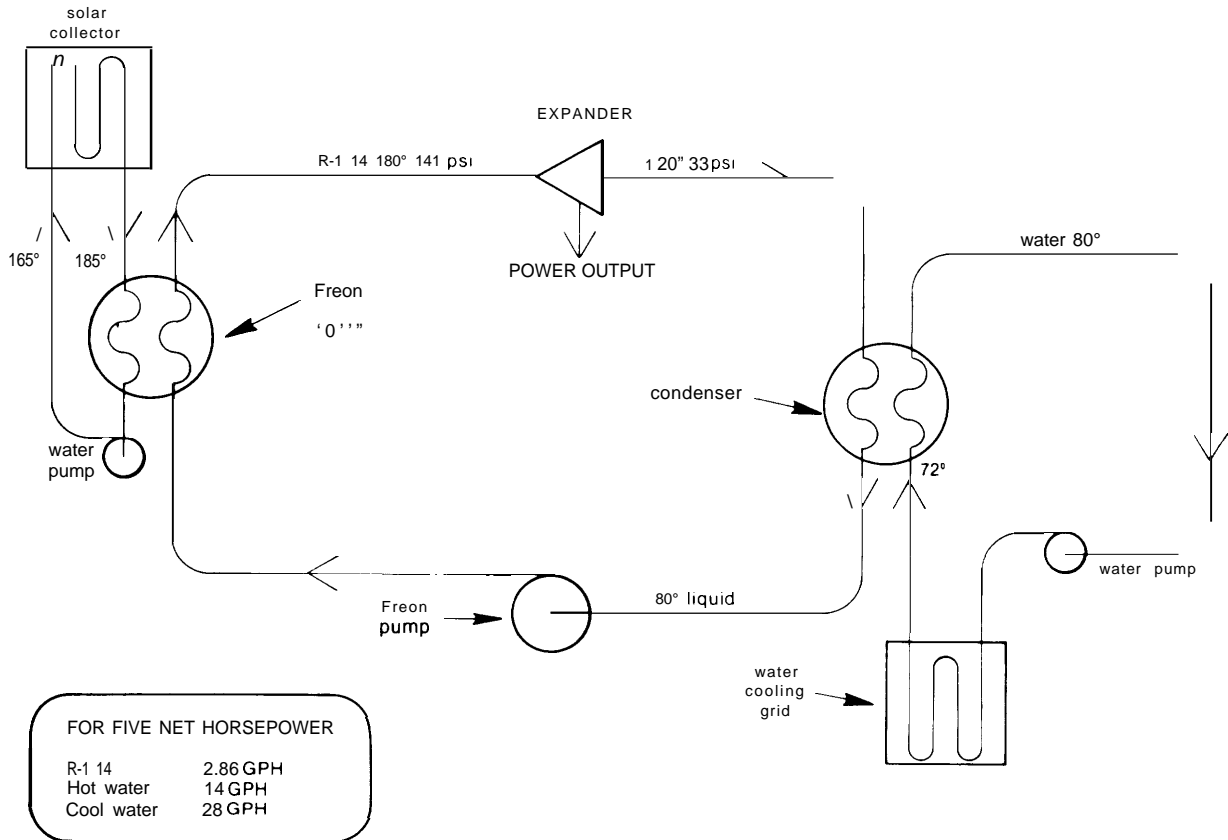 solar
collector
n
EXPANDER
R-1 14 180° 141 psi
1 20" 33psi
165°
185°
POWER OUTPUT
water 80°
Freon
'0''"
condenser
72°
water
pump
water pump
80° liquid
Freon
pump
water
cooling
grid
FOR FIVE NET HORSEPOWER
R-1 14 2.86 GPH
Hot water 14 GPH
Cool water 28 GPH